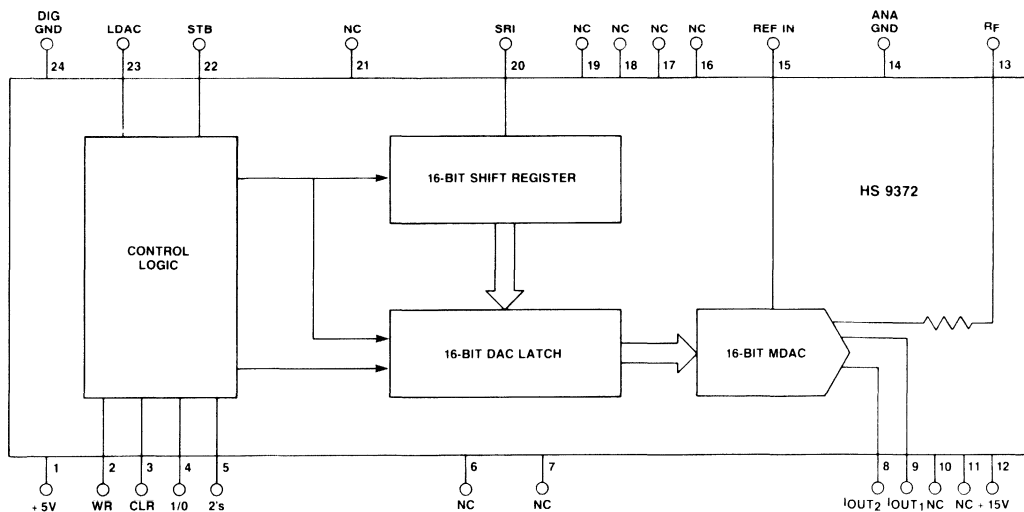 DIG
GND
LDAC
STB
NC
SRI
NC
NC
NC
NC
REF IN
ANA
GND
RF
24
23
22
21
20
19
18
17
16
15
14
13
16-BIT SHIFT REGISTER
HS 9372
CONTROL
LOGIC
16-BIT DAC LATCH
16-BIT MDAC
1
2
3
4
5
6
7
8
9
10
11
12
+ 5V
WR
CLR
1/0
2's
NC
NC
IOUT2
IOUT1
NC
NC
+ 15V